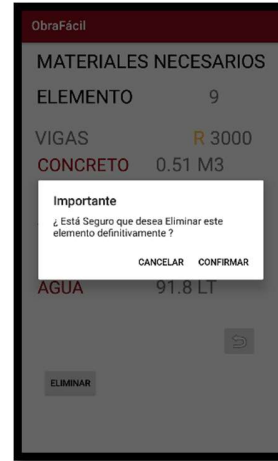 ObraFácil
MATERIALES NECESARIOS
ELEMENTO 9
VIGAS R 3000
CONCRETO 0.51 M3
Importante
¿ Está Seguro que desea Eliminar este
elemento definitivamente ?
CANCELAR CONFIRMAR
AGUA 91.8 LT
ELIMINAR